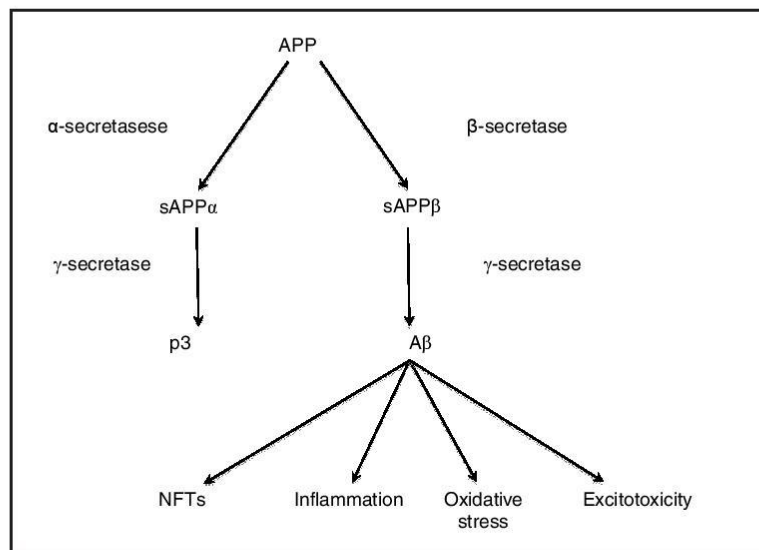 APP
α-secretasese
β-secretase
sAPPα
sAPPβ
γ-secretase
γ-secretase
p3
Aβ
NFTs
Inflammation
Oxidative
stress
Excitotoxicity